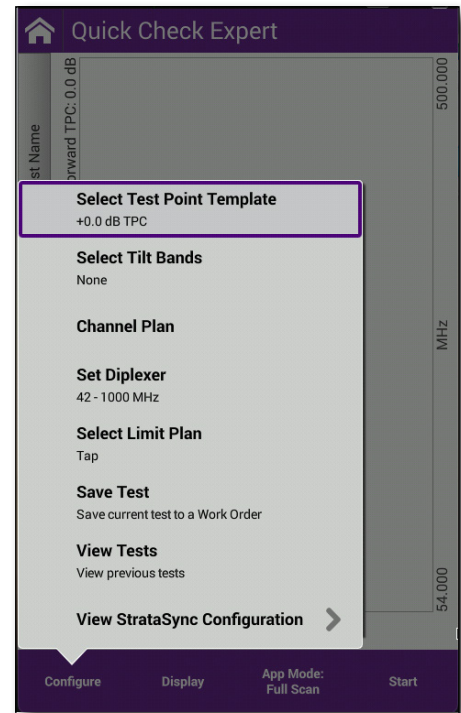 Quick Check Expert
st Name
orward TPC: 0.0 dB
500.000
MHz
54.000
Select Test Point Template
+0.0 dB TPC
Select Tilt Bands
None
Channel Plan
Set Diplexer
42 - 1000 MHz
Select Limit Plan
Tap
Save Test
Save current test to a Work Order
View Tests
View previous tests
View StrataSync Configuration
Configure
Display
App Mode:
Full Scan
Start